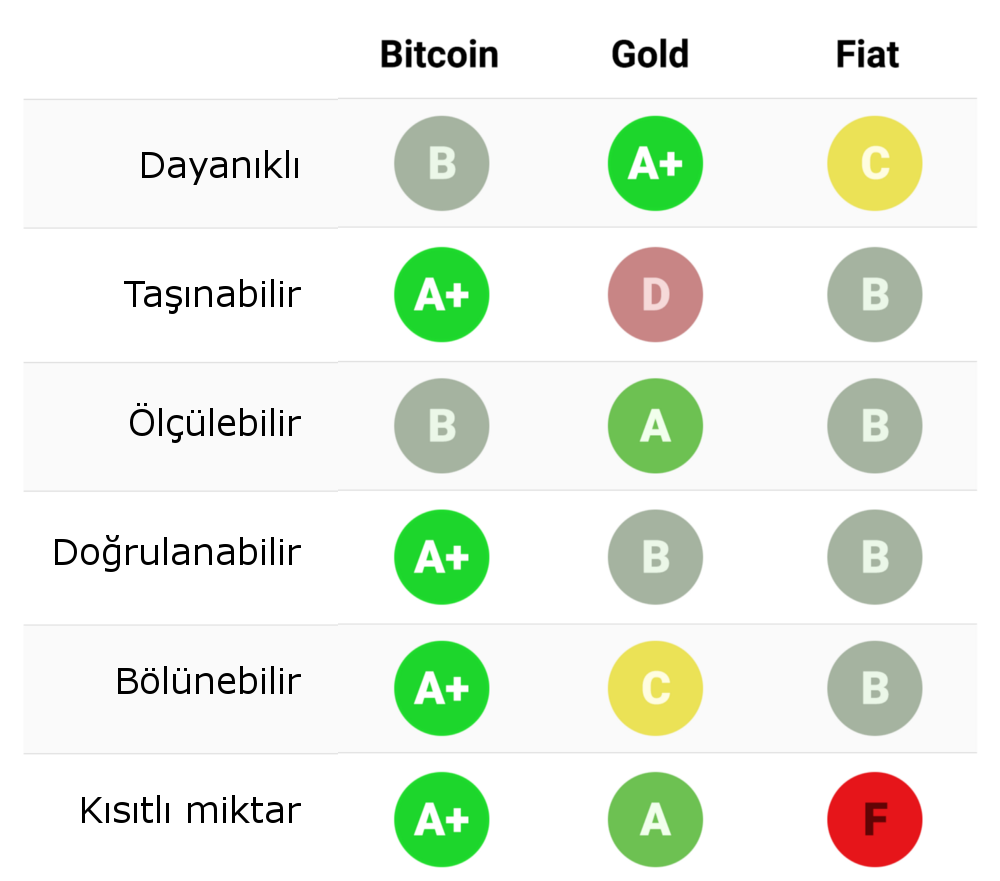 Bitcoin Gold Fiat
Dayanıklı B A+ C
Taşınabilir A+ D B
Ölçülebilir B A B
Doğrulanabilir A+ B B
Bölünebilir A+ C B
Kısıtlı miktar A+ A F